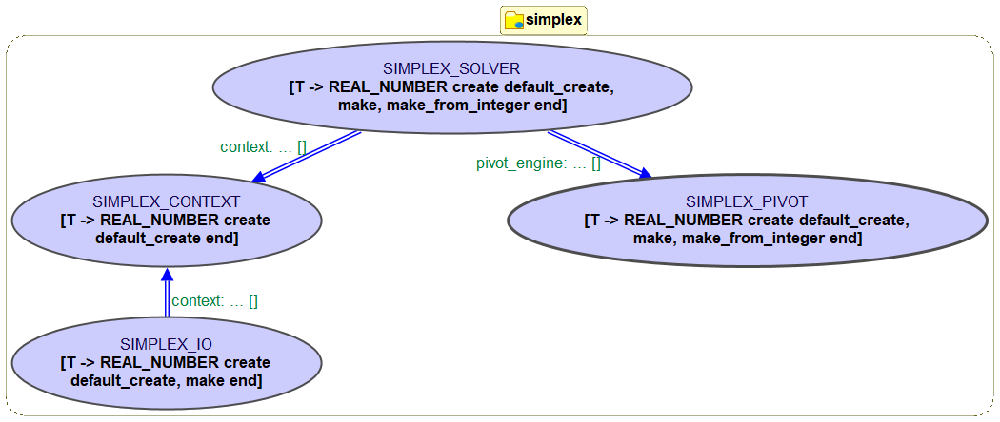 simplex
SIMPLEX_SOLVER
[T -> REAL_NUMBER create default_create,
make, make_from_integer end]
context: ... []
pivot_engine: ... []
SIMPLEX_CONTEXT
[T -> REAL_NUMBER create
default_create end]
SIMPLEX_PIVOT
[T -> REAL_NUMBER create default_create,
make, make_from_integer end]
context: ... []
SIMPLEX_IO
[T -> REAL_NUMBER create
default_create, make end]